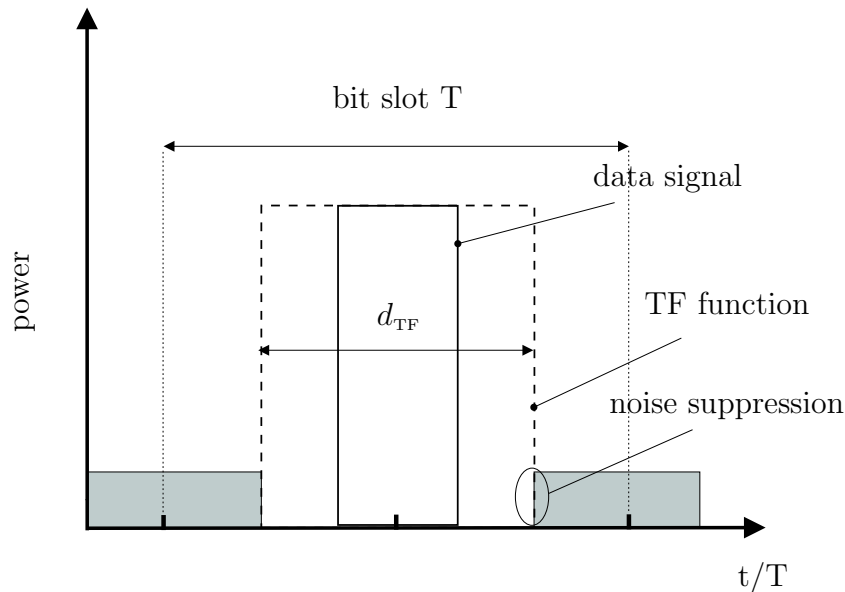 bit slot T
data signal
power
TF function
d_TF
noise suppression
t/T